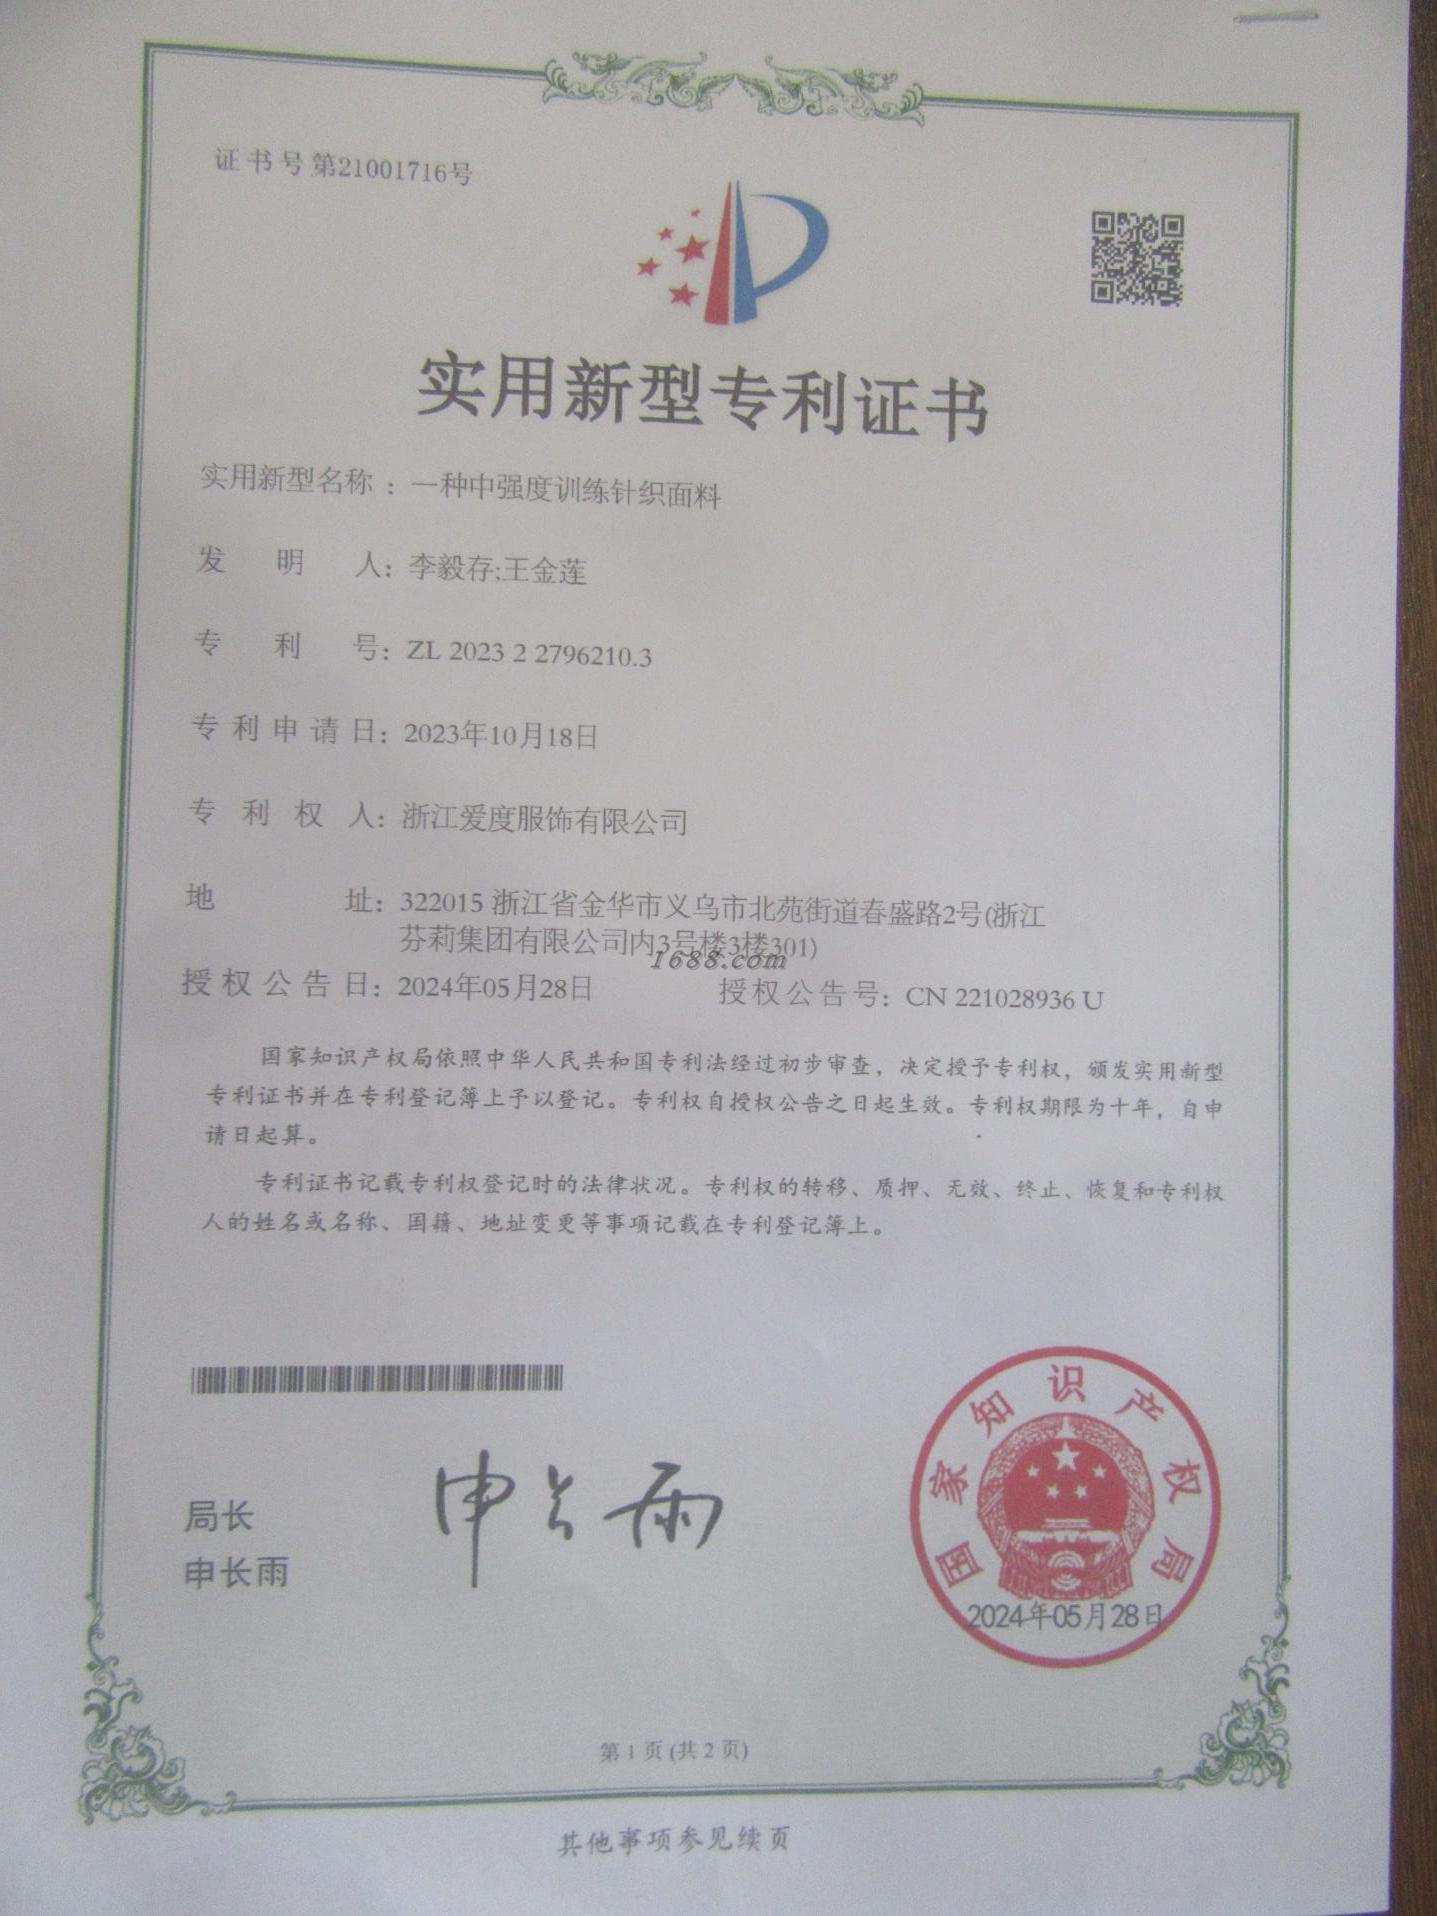 证书号第21001716号
实用新型专利证书
实用新型名称：一种中强度训练针织面料
发明人：李毅存;王金莲
专利号：ZL 2023 2 2796210.3
专利申请日：2023年10月18日
专利权人：浙江爱度服饰有限公司
地址：322015 浙江省金华市义乌市北苑街道春盛路2号(浙江
芬莉集团有限公司内3号楼3楼301)
1688.com
授权公告日：2024年05月28日 授权公告号：CN 221028936 U
国家知识产权局依照中华人民共和国专利法经过初步审查，决定授予专利权，颁发实用新型
专利证书并在专利登记簿上予以登记。专利权自授权公告之日起生效。专利权期限为十年，自申
请日起算。
专利证书记载专利权登记时的法律状况。专利权的转移、质押、无效、终止、恢复和专利权
人的姓名或名称、国籍、地址变更等事项记载在专利登记簿上。
局长
申长雨
申长雨
国家知识产权局
2024年05月28日
第1页(共2页)
其他事项参见续页